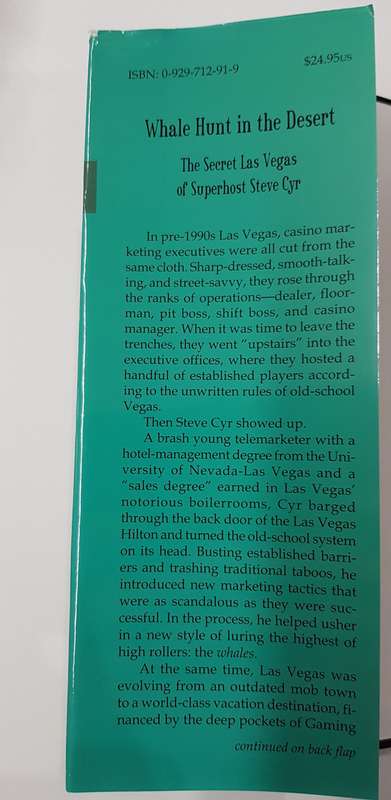 ISBN: 0-929-712-91-9
$24.95US
Whale Hunt in the Desert
The Secret Las Vegas
of Superhost Steve Cyr
In pre-1990s Las Vegas, casino mar-
keting executives were all cut from the
same cloth. Sharp-dressed, smooth-talk-
ing, and street-savvy, they rose through
the ranks of operations—dealer, floor-
man, pit boss, shift boss, and casino
manager. When it was time to leave the
trenches, they went "upstairs" into the
executive offices, where they hosted a
handful of established players accord-
ing to the unwritten rules of old-school
Vegas.
Then Steve Cyr showed up.
A brash young telemarketer with a
hotel-management degree from the Uni-
versity of Nevada-Las Vegas and a
"sales degree" earned in Las Vegas'
notorious boilerrooms, Cyr barged
through the back door of the Las Vegas
Hilton and turned the old-school system
on its head. Busting established barri-
ers and trashing traditional taboos, he
introduced new marketing tactics that
were as scandalous as they were suc-
cessful. In the process, he helped usher
in a new style of luring the highest of
high rollers: the whales.
At the same time, Las Vegas was
evolving from an outdated mob town
to a world-class vacation destination, fi-
nanced by the deep pockets of Gaming
continued on back flap